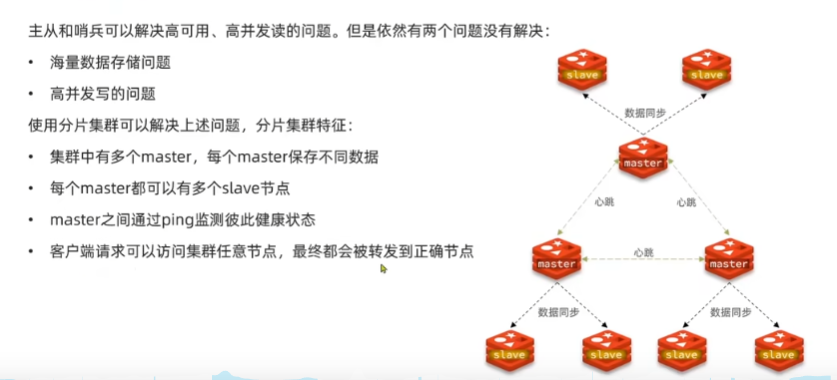 主从和哨兵可以解决高可用、高并发读的问题。但是依然有两个问题没有解决：
• 海量数据存储问题
• 高并发写的问题
使用分片集群可以解决上述问题，分片集群特征：
• 集群中有多个master，每个master保存不同数据
• 每个master都可以有多个slave节点
• master之间通过ping监测彼此健康状态
• 客户端请求可以访问集群任意节点，最终都会被转发到正确节点
slave
slave
数据同步
master
心跳
心跳
master
心跳
master
数据同步
数据同步
slave
slave
slave
slave